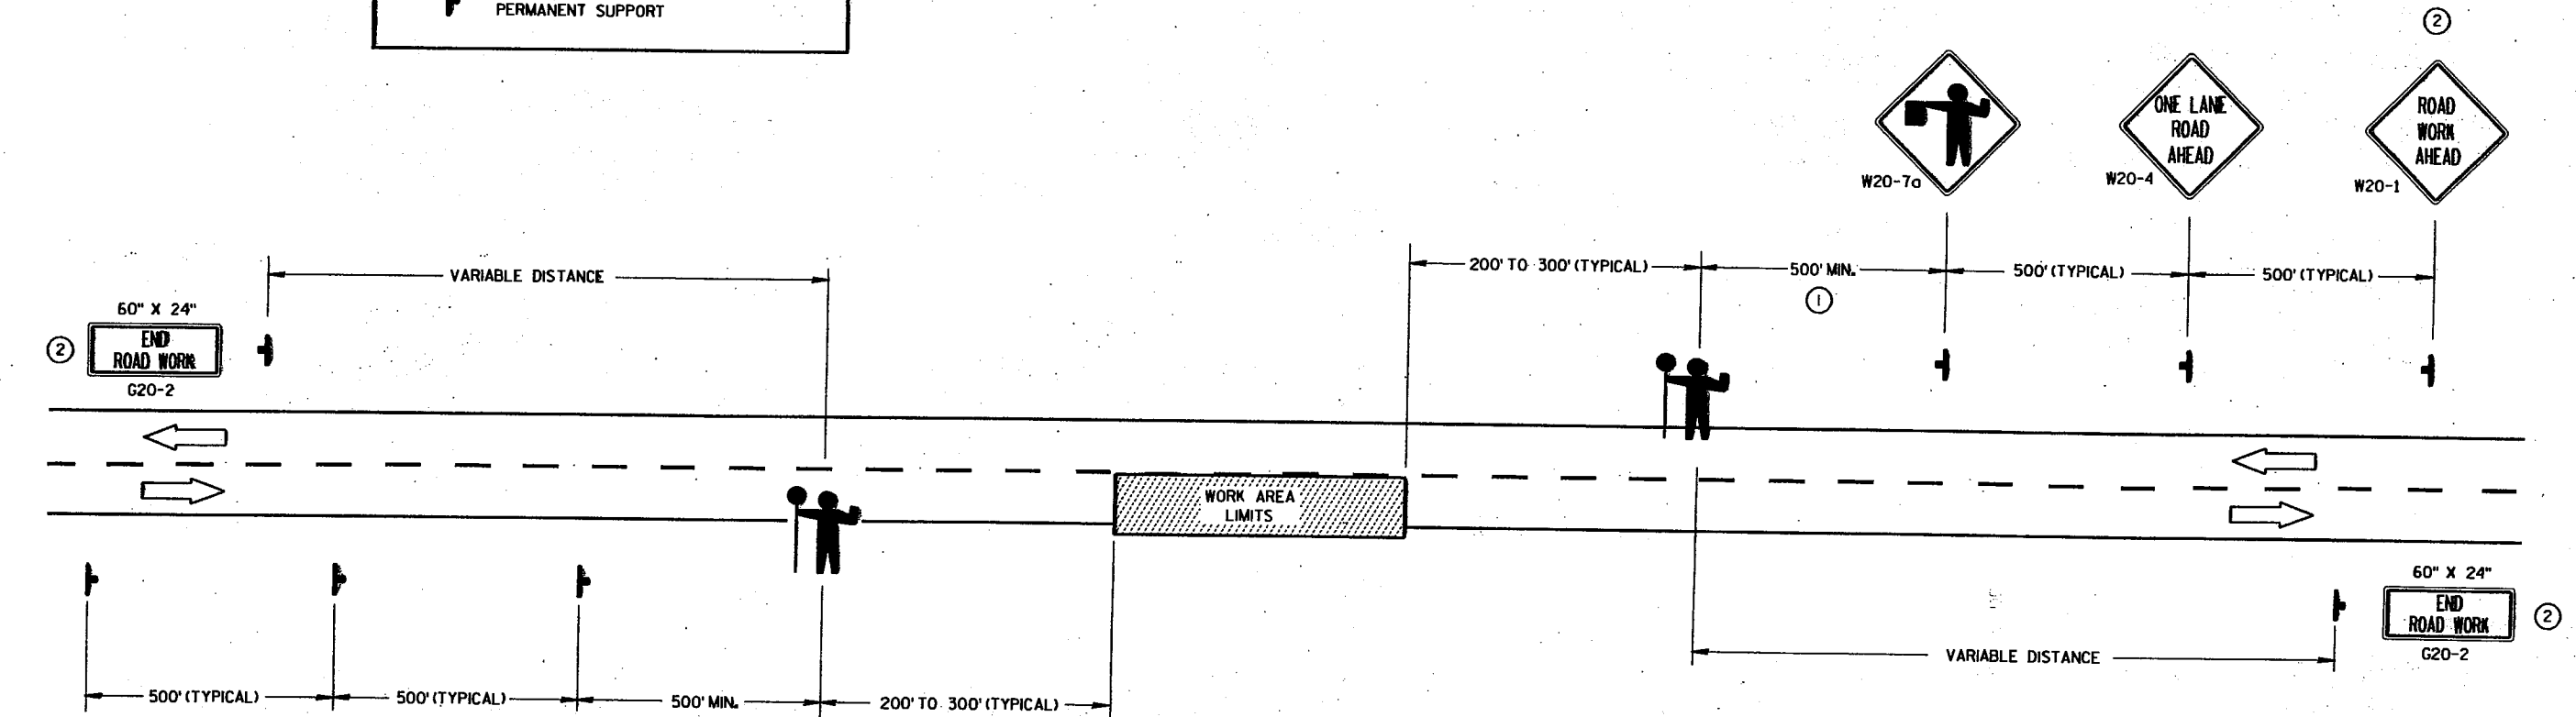 PERMANENT SUPPORT
2
ONE LANE
ROAD
AHEAD
ROAD
WORK
AHEAD
W20-7a
W20-4
W20-1
VARIABLE DISTANCE
200' TO 300' (TYPICAL)
500' MIN.
500' (TYPICAL)
500' (TYPICAL)
1
60" X 24"
2
END
ROAD WORK
G20-2
WORK AREA
LIMITS
60" X 24"
END
ROAD WORK
2
G20-2
VARIABLE DISTANCE
500' (TYPICAL)
500' (TYPICAL)
500' MIN.
200' TO 300' (TYPICAL)